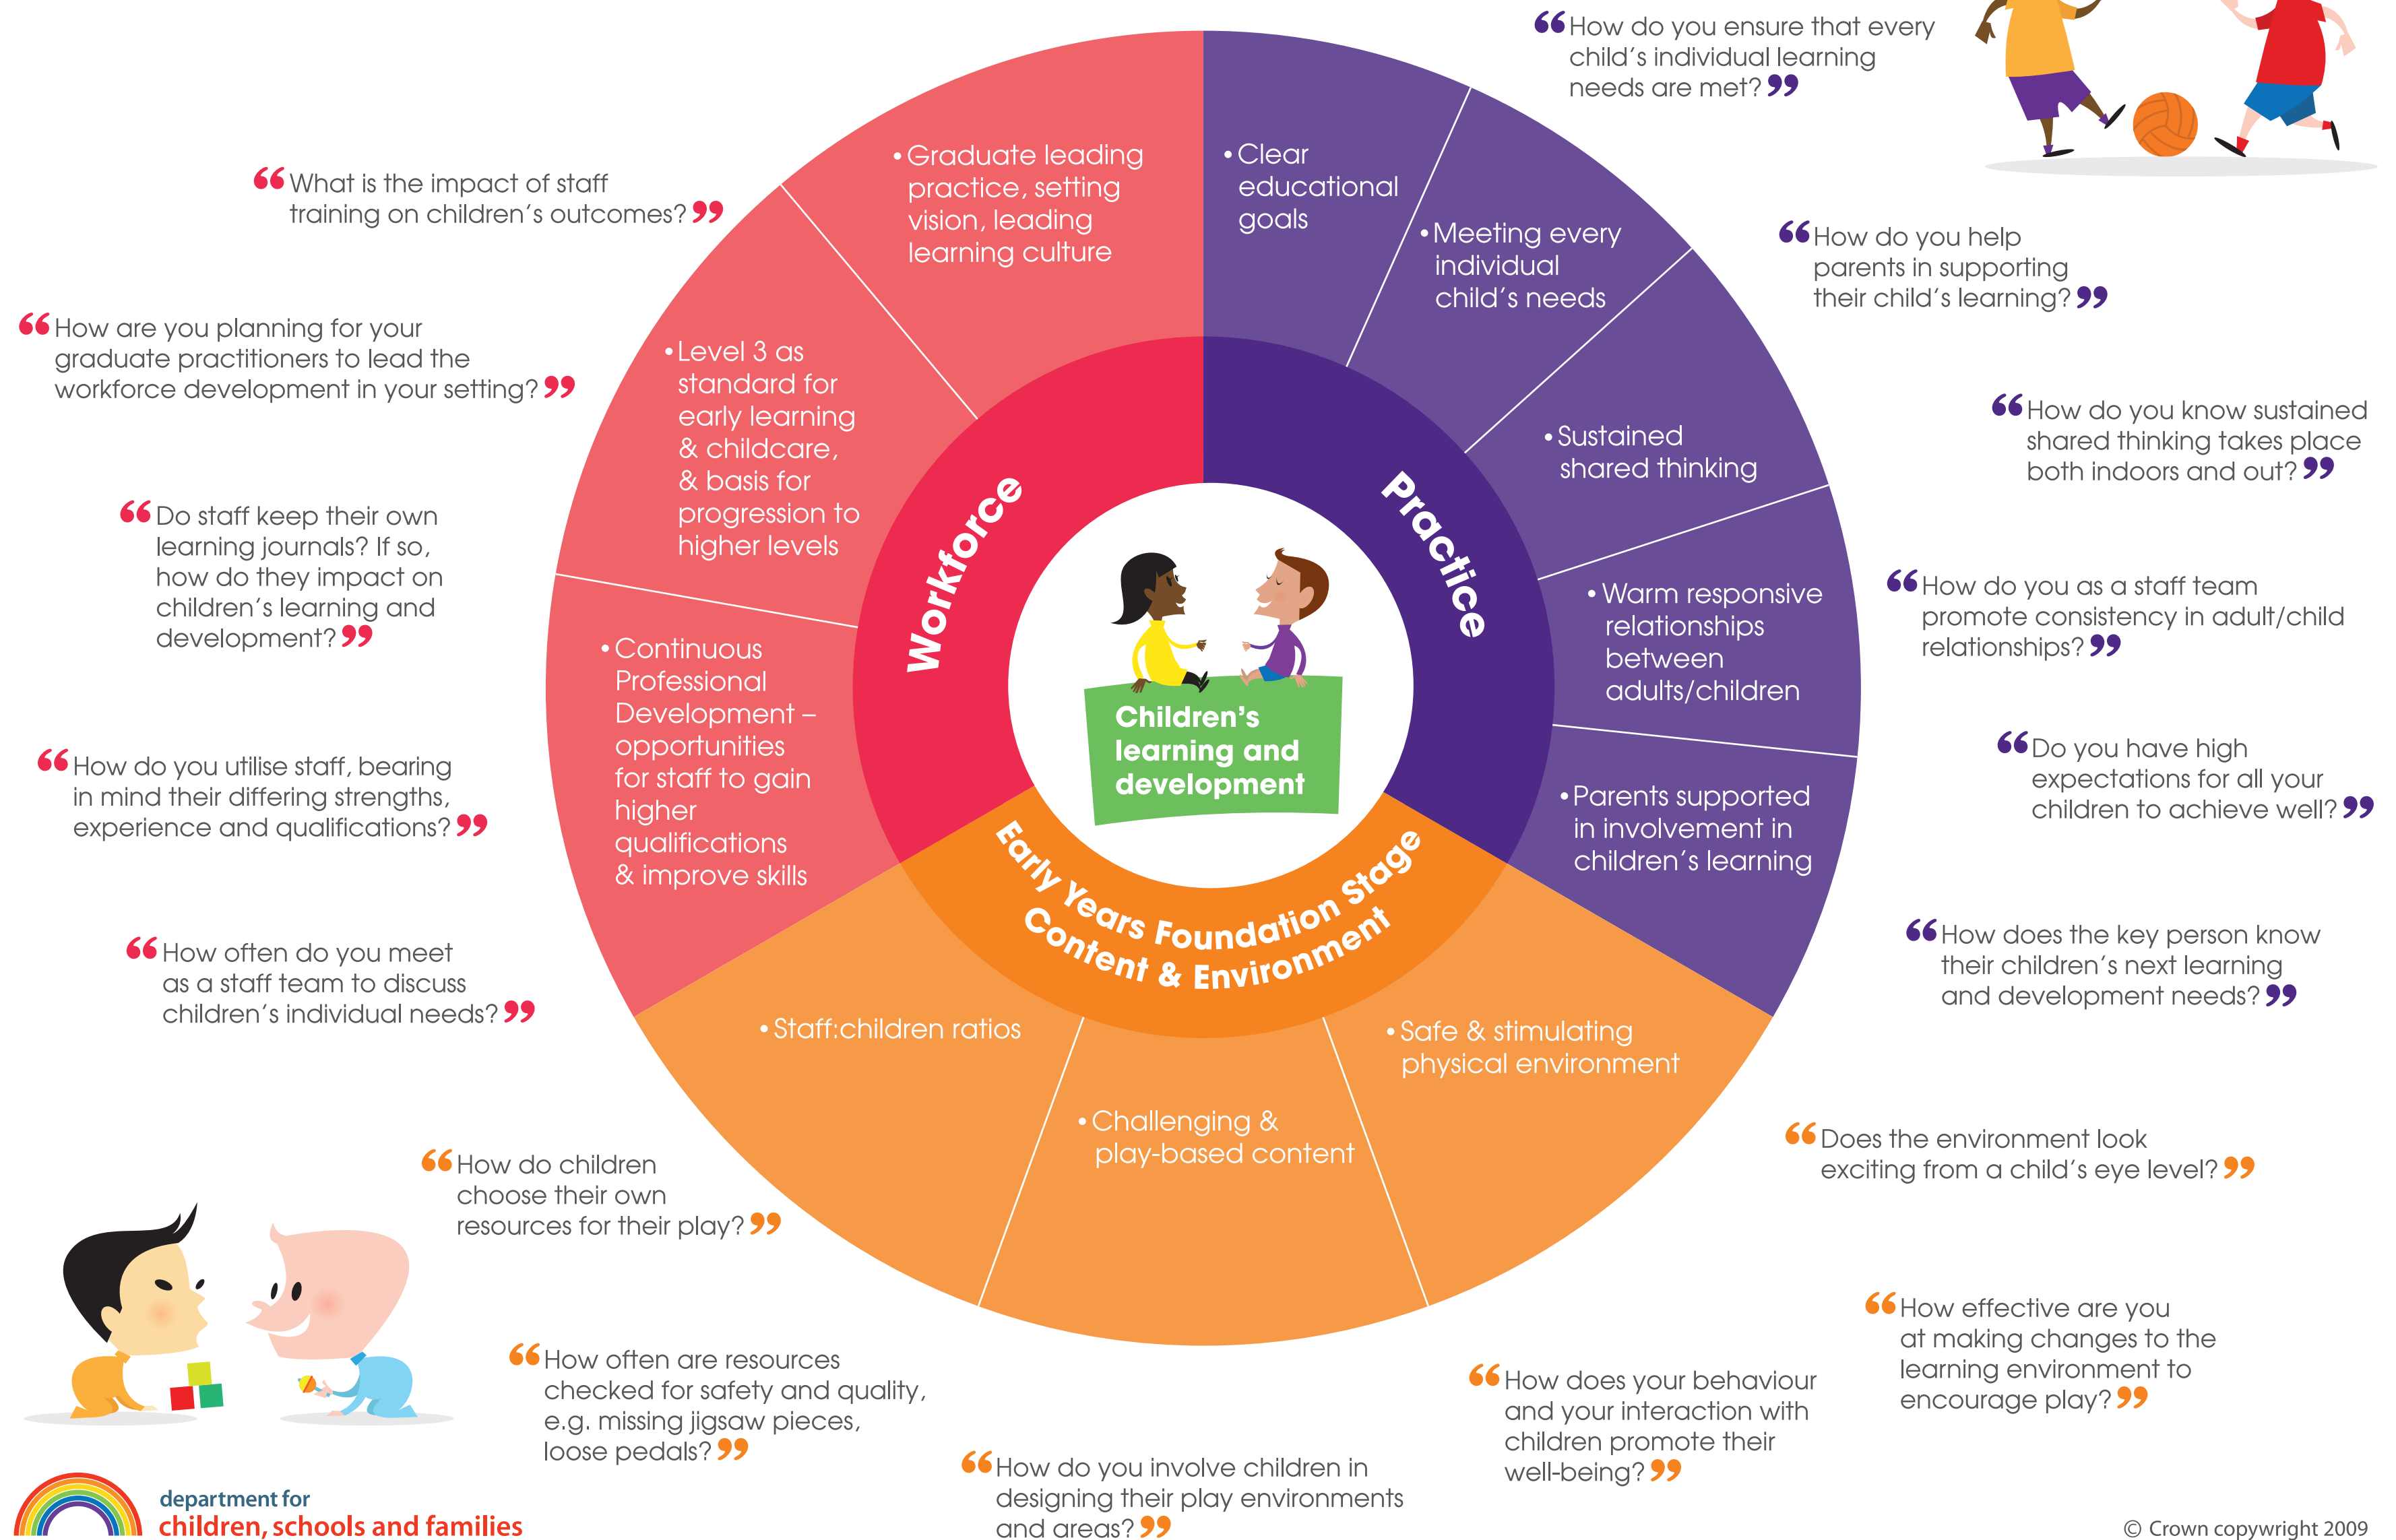 “How do you ensure that every
child’s individual learning
needs are met?”
“How do you help
parents in supporting
their child’s learning?”
“How do you know sustained
shared thinking takes place
both indoors and out?”
“How do you as a staff team
promote consistency in adult/child
relationships?”
“Do you have high
expectations for all your
children to achieve well?”
“How does the key person know
their children’s next learning
and development needs?”
“What is the impact of staff
training on children’s outcomes?”
“How are you planning for your
graduate practitioners to lead the
workforce development in your setting?”
“Do staff keep their own
learning journals? If so,
how do they impact on
children’s learning and
development?”
“How do you utilise staff, bearing
in mind their differing strengths,
experience and qualifications?”
“How often do you meet
as a staff team to discuss
children’s individual needs?”
• Graduate leading
practice, setting
vision, leading
learning culture
• Level 3 as
standard for
early learning
& childcare,
& basis for
progression to
higher levels
• Continuous
Professional
Development –
opportunities
for staff to gain
higher
qualifications
& improve skills
• Clear
educational
goals
• Meeting every
individual
child’s needs
• Sustained
shared thinking
• Warm responsive
relationships
between
adults/children
• Parents supported
in involvement in
children’s learning
Workforce
Practice
Children’s
learning and
development
Early Years Foundation Stage
Content & Environment
• Staff:children ratios
• Challenging &
play-based content
• Safe & stimulating
physical environment
“How do children
choose their own
resources for their play?”
“How often are resources
checked for safety and quality,
e.g. missing jigsaw pieces,
loose pedals?”
“How do you involve children in
designing their play environments
and areas?”
“How does your behaviour
and your interaction with
children promote their
well-being?”
“Does the environment look
exciting from a child’s eye level?”
“How effective are you
at making changes to the
learning environment to
encourage play?”
department for
children, schools and families
© Crown copywright 2009